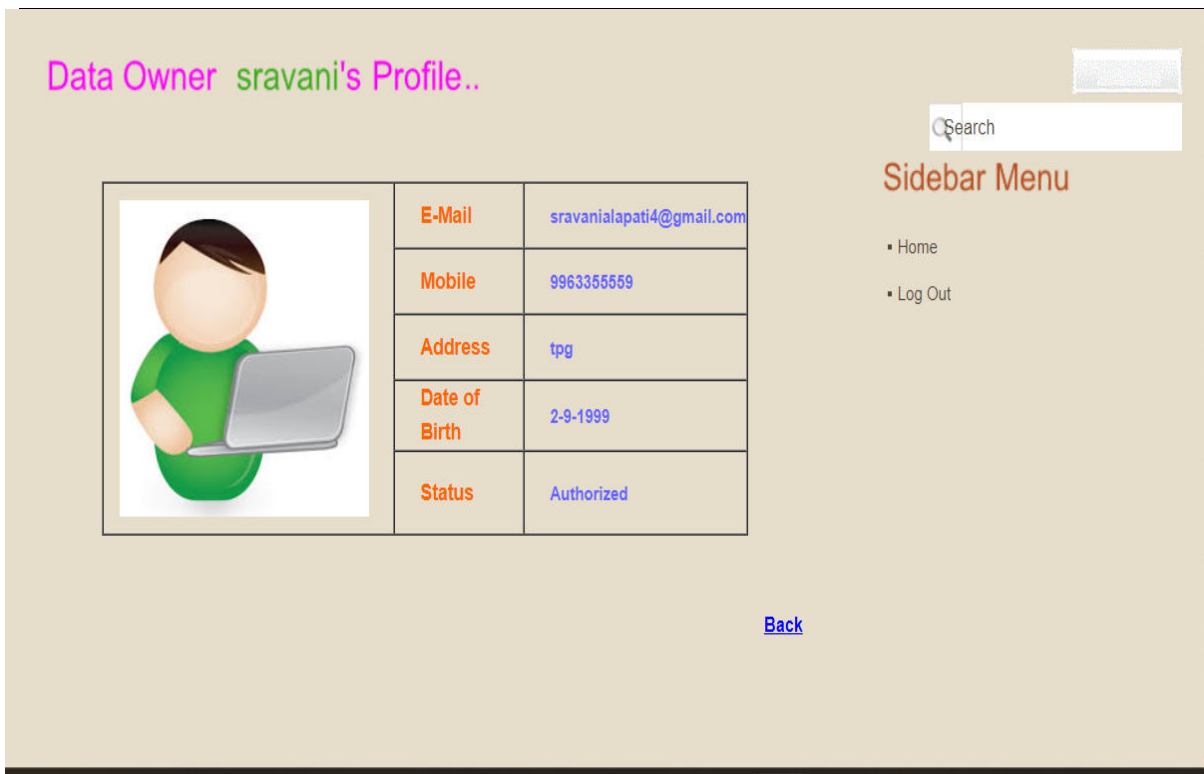 Data Owner sravani's Profile..
Search
Sidebar Menu
▪ Home
▪ Log Out
E-Mail sravanialapati4@gmail.com
Mobile 9963355559
Address tpg
Date of
Birth 2-9-1999
Status Authorized
Back